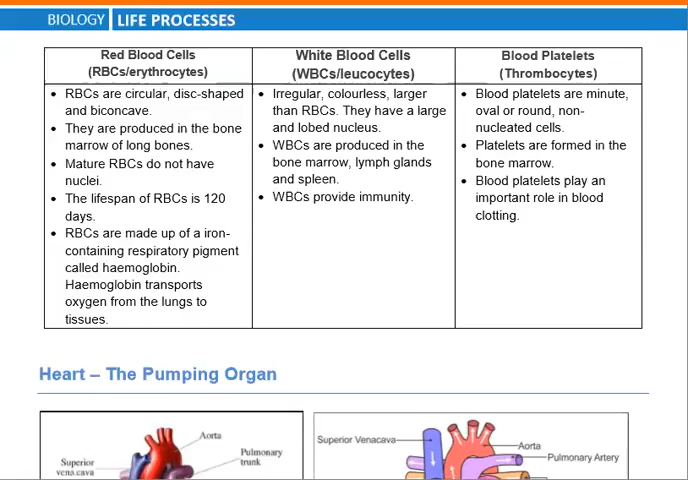 BIOLOGY LIFE PROCESSES
Red Blood Cells
(RBCs/erythrocytes)
• RBCs are circular, disc-shaped
and biconcave.
• They are produced in the bone
marrow of long bones.
• Mature RBCs do not have
nuclei.
• The lifespan of RBCs is 120
days.
• RBCs are made up of a iron-
containing respiratory pigment
called haemoglobin.
Haemoglobin transports
oxygen from the lungs to
tissues.
White Blood Cells
(WBCs/leucocytes)
• Irregular, colourless, larger
than RBCs. They have a large
and lobed nucleus.
• WBCs are produced in the
bone marrow, lymph glands
and spleen.
• WBCs provide immunity.
Blood Platelets
(Thrombocytes)
• Blood platelets are minute,
oval or round, non-
nucleated cells.
• Platelets are formed in the
bone marrow.
• Blood platelets play an
important role in blood
clotting.
Heart – The Pumping Organ
Aorta
Pulmonary
trunk
Superior
vena cava
Superior Venacava
Aorta
Pulmonary Artery